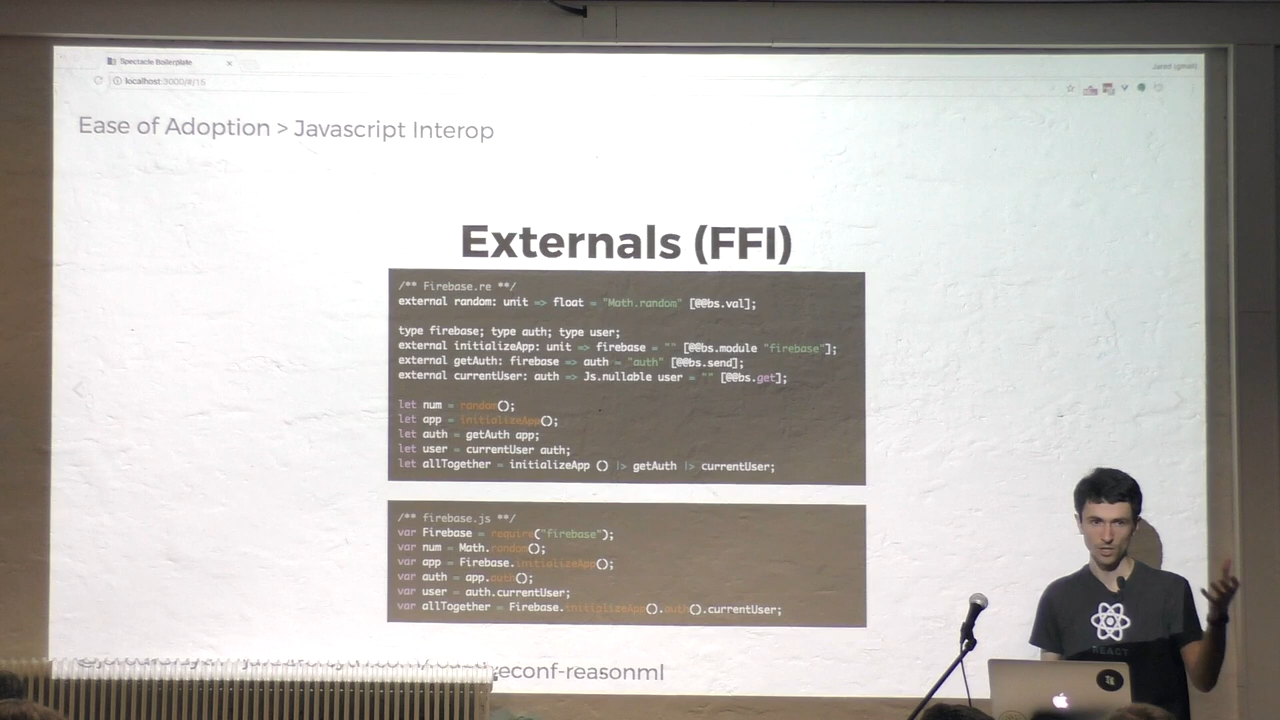 Spectacle Boilerplate
Jared (gmail)
localhost:3000/#/15
Ease of Adoption > Javascript Interop
Externals (FFI)
/** Firebase.re **/
external random: unit => float = "Math.random" [@@bs.val];
type firebase; type auth; type user;
external initializeApp: unit => firebase = "" [@@bs.module "firebase"];
external getAuth: firebase => auth = "auth" [@@bs.send];
external currentUser: auth => Js.nullable user = "" [@@bs.get];
let num = random();
let app = initializeApp();
let auth = getAuth app;
let user = currentUser auth;
let allTogether = initializeApp () |> getAuth |> currentUser;
/** firebase.js **/
var Firebase = require("firebase");
var num = Math.random();
var app = Firebase.initialszeApp();
var auth = app.auth();
var user = auth.currentUser;
var allTogether = Firebase.initializeApp().auth().currentUser;
econf-reasonml
REACT